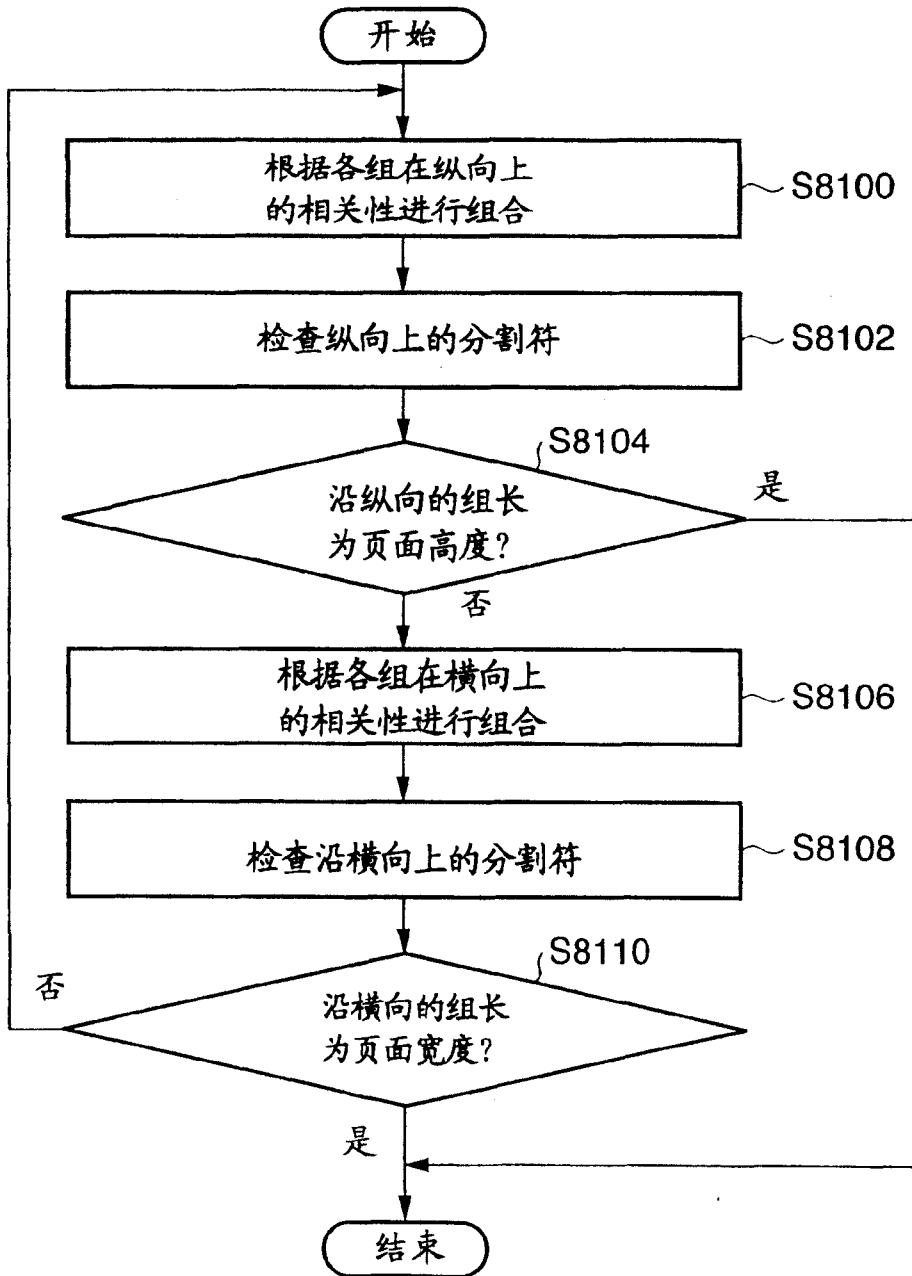 开始
根据各组在纵向上
的相关性进行组合
S8100
检查纵向上的分割符
S8102
S8104
沿纵向的组长
为页面高度?
是
否
根据各组在横向上
的相关性进行组合
S8106
检查沿横向上的分割符
S8108
S8110
否
沿横向的组长
为页面宽度?
是
结束